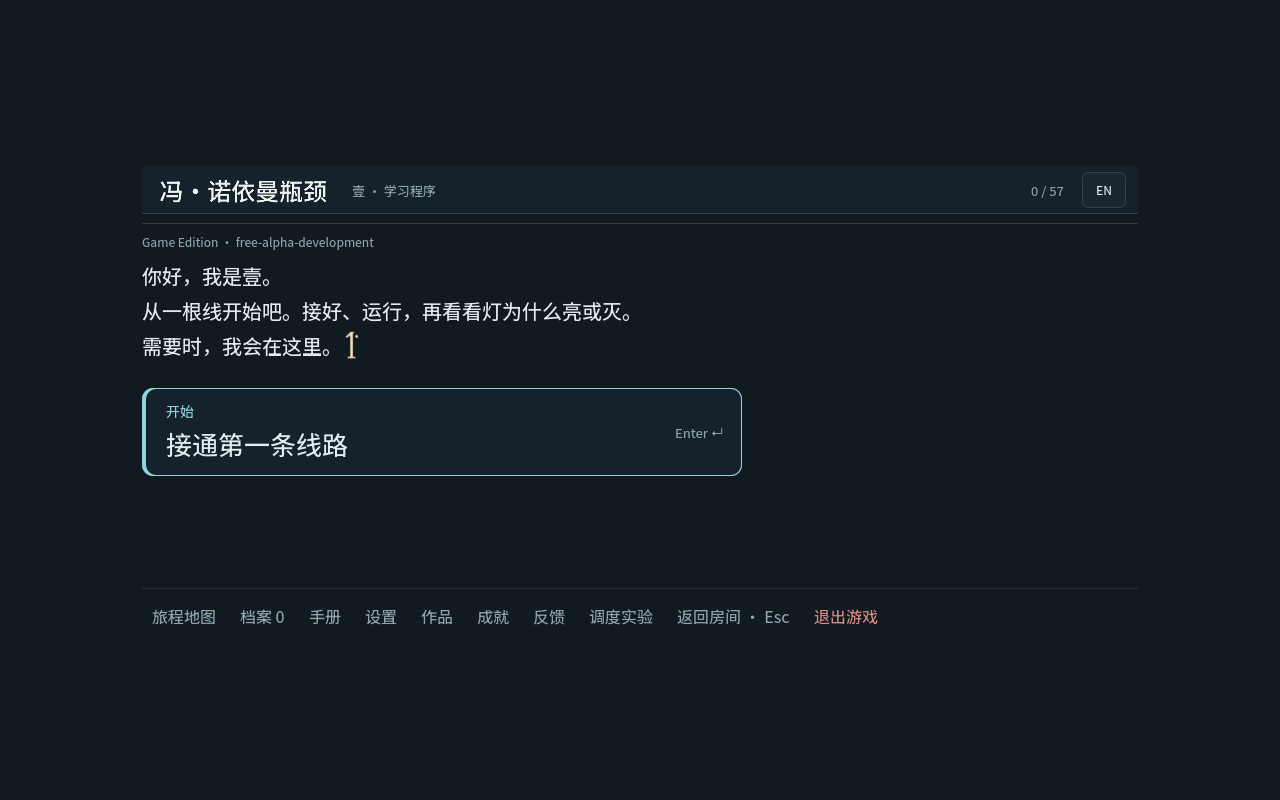 冯·诺依曼瓶颈 壹 · 学习程序 0 / 57 EN
Game Edition · free-alpha-development
你好，我是壹。
从一根线开始吧。接好、运行，再看看灯为什么亮或灭。
需要时，我会在这里。
开始
接通第一条线路
Enter ↵
旅程地图 档案 0 手册 设置 作品 成就 反馈 调度实验 返回房间 · Esc 退出游戏